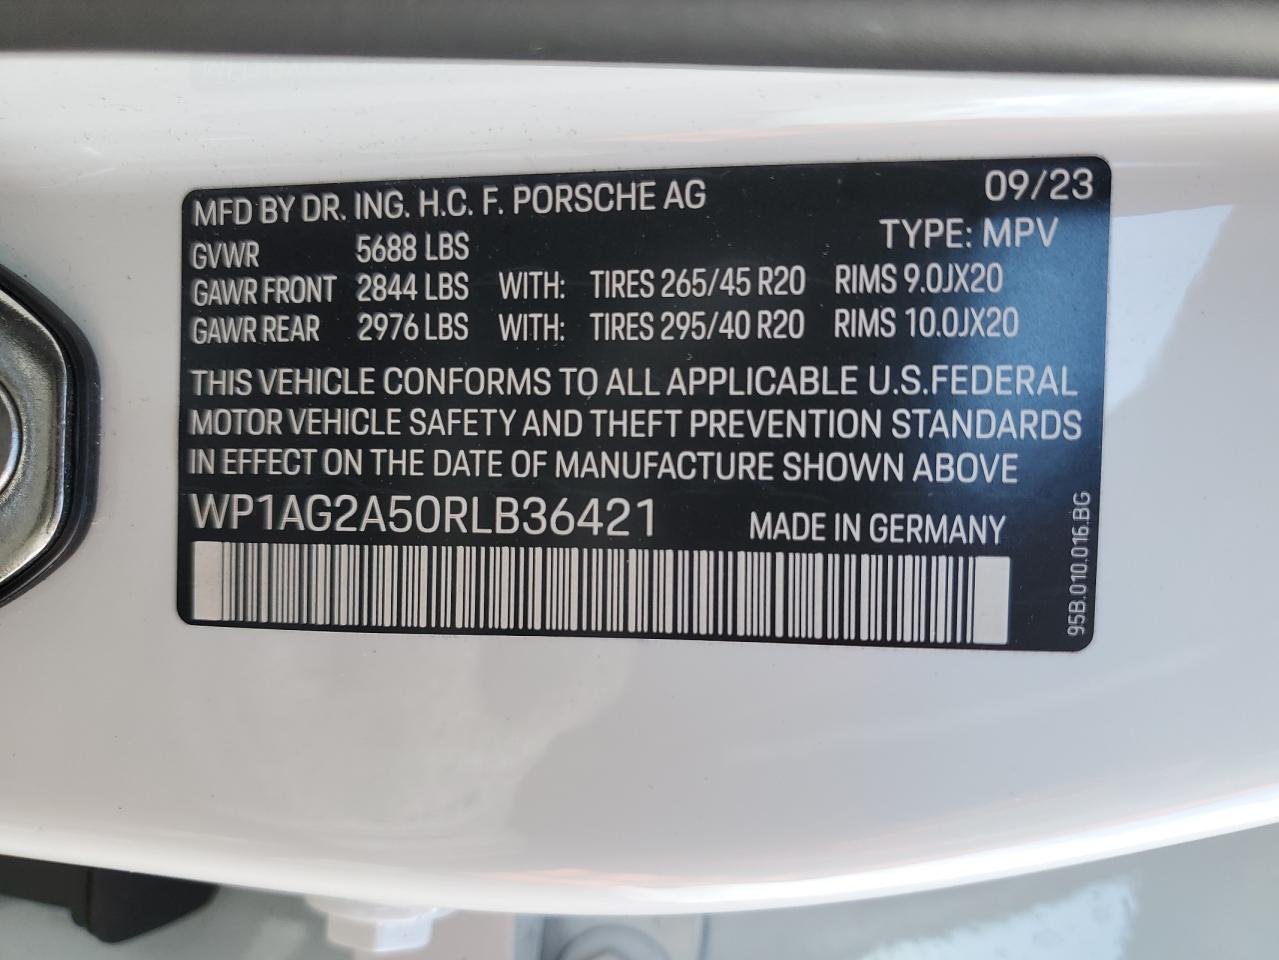 MFD BY DR. ING. H.C. F. PORSCHE AG 09/23
GVWR 5688 LBS TYPE: MPV
GAWR FRONT 2844 LBS WITH: TIRES 265/45 R20 RIMS 9.0JX20
GAWR REAR 2976 LBS WITH: TIRES 295/40 R20 RIMS 10.0JX20
THIS VEHICLE CONFORMS TO ALL APPLICABLE U.S.FEDERAL
MOTOR VEHICLE SAFETY AND THEFT PREVENTION STANDARDS
IN EFFECT ON THE DATE OF MANUFACTURE SHOWN ABOVE
WP1AG2A50RLB36421 MADE IN GERMANY
95B.010.016.BG